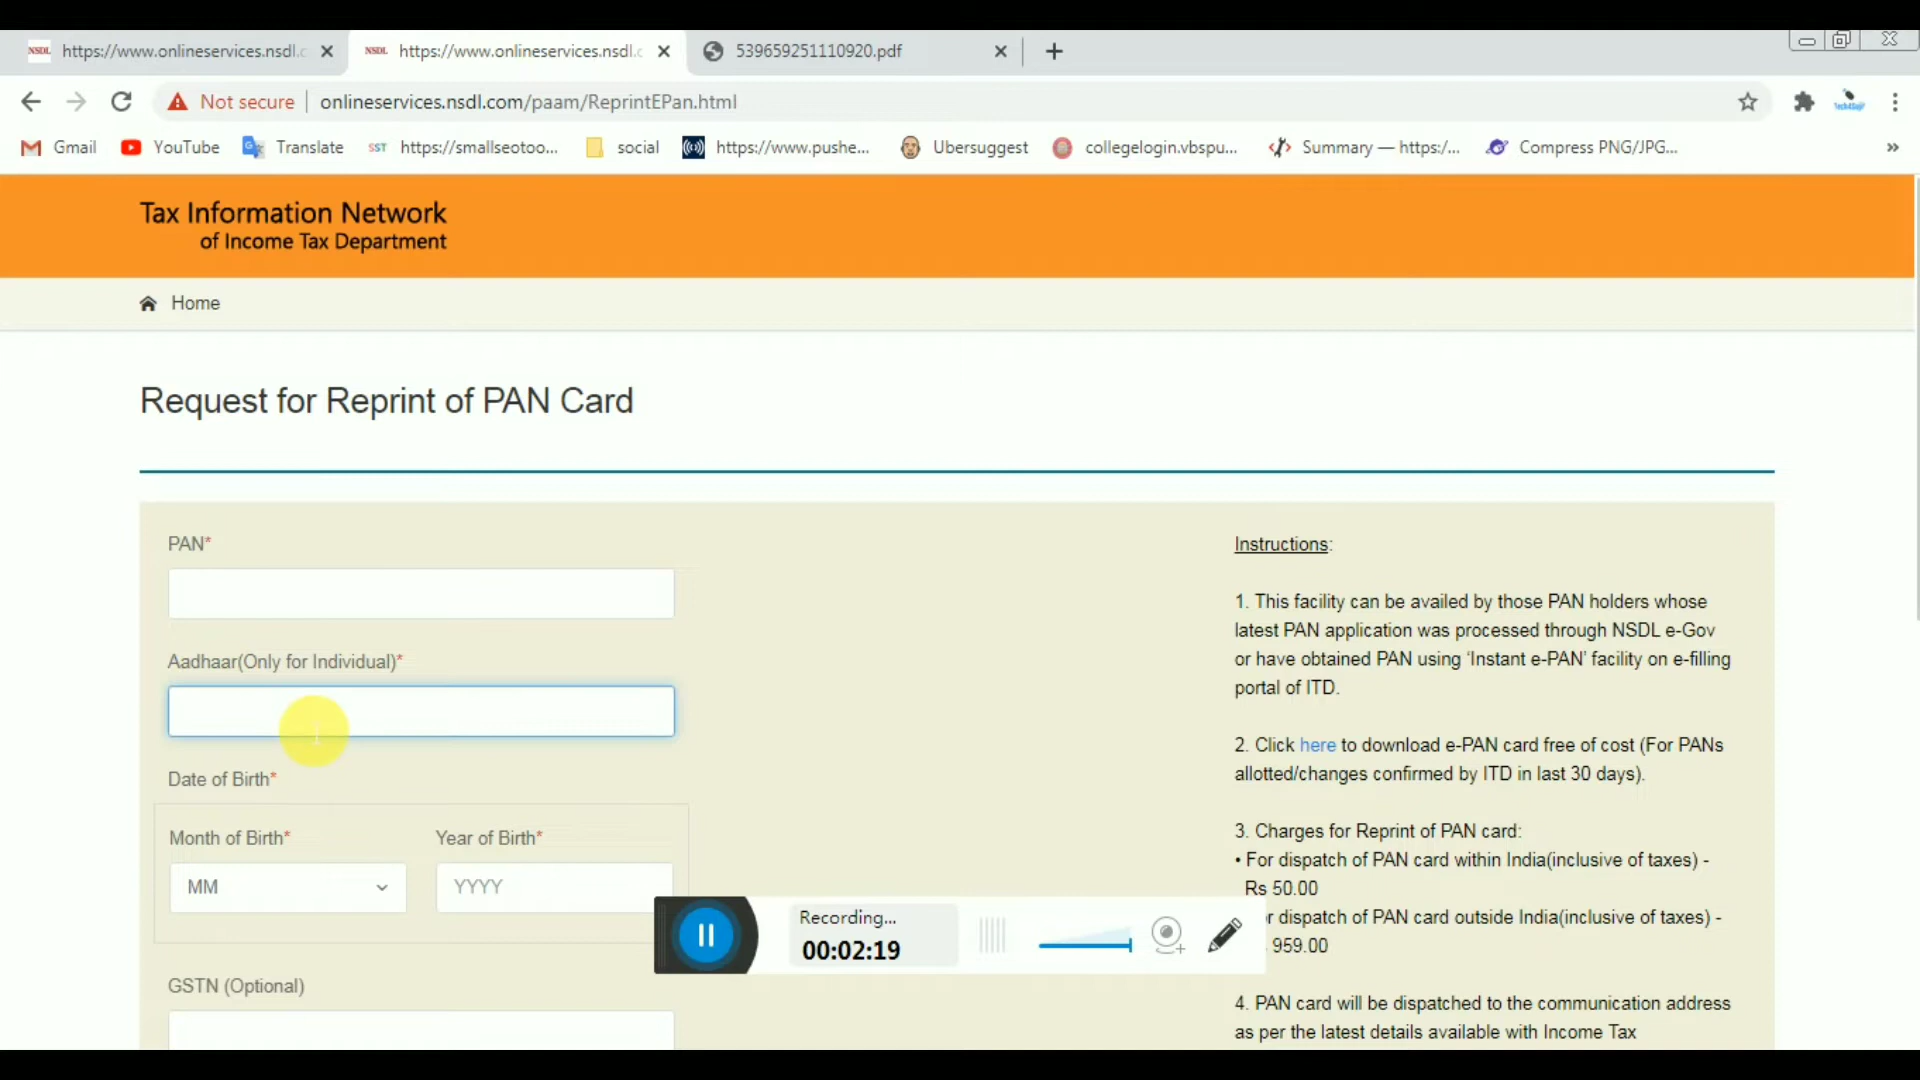 NSDL https://www.onlineservices.nsdl.c
NSDL https://www.onlineservices.nsdl.c
539659251110920.pdf
Not secure onlineservices.nsdl.com/paam/ReprintEPan.html
Gmail YouTube Translate SST https://smallseotoo... social https://www.pushe... Ubersuggest collegelogin.vbspu... Summary — https:/... Compress PNG/JPG... »
Tax Information Network
of Income Tax Department
Home
Request for Reprint of PAN Card
PAN*
Aadhaar(Only for Individual)*
Date of Birth*
Month of Birth* Year of Birth*
MM YYYY
GSTN (Optional)
Instructions:
1. This facility can be availed by those PAN holders whose
latest PAN application was processed through NSDL e-Gov
or have obtained PAN using ‘Instant e-PAN’ facility on e-filling
portal of ITD.
2. Click here to download e-PAN card free of cost (For PANs
allotted/changes confirmed by ITD in last 30 days).
3. Charges for Reprint of PAN card:
• For dispatch of PAN card within India(inclusive of taxes) -
Rs 50.00
dispatch of PAN card outside India(inclusive of taxes) -
959.00
4. PAN card will be dispatched to the communication address
as per the latest details available with Income Tax
Recording...
00:02:19